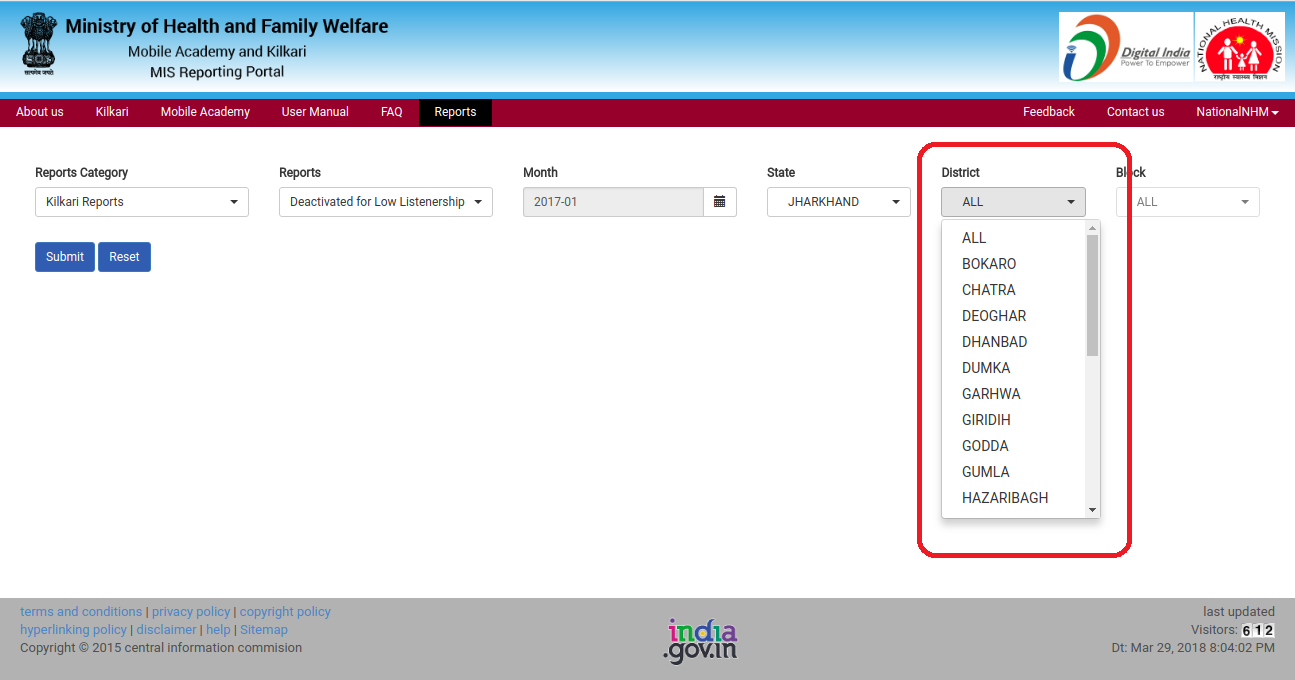 Ministry of Health and Family Welfare
Mobile Academy and Kilkari
MIS Reporting Portal
सत्यमेव जयते
Digital India
Power To Empower
NATIONAL HEALTH MISSION
राष्ट्रीय स्वास्थ्य मिशन
About us Kilkari Mobile Academy User Manual FAQ Reports Feedback Contact us NationalNHM
Reports Category Reports Month State District Block
Kilkari Reports Deactivated for Low Listenership 2017-01 JHARKHAND ALL ALL
Submit Reset
ALL
BOKARO
CHATRA
DEOGHAR
DHANBAD
DUMKA
GARHWA
GIRIDIH
GODDA
GUMLA
HAZARIBAGH
terms and conditions | privacy policy | copyright policy
hyperlinking policy | disclaimer | help | Sitemap
Copyright © 2015 central information commision
india
.gov.in
last updated
Visitors: 612
Dt: Mar 29, 2018 8:04:02 PM